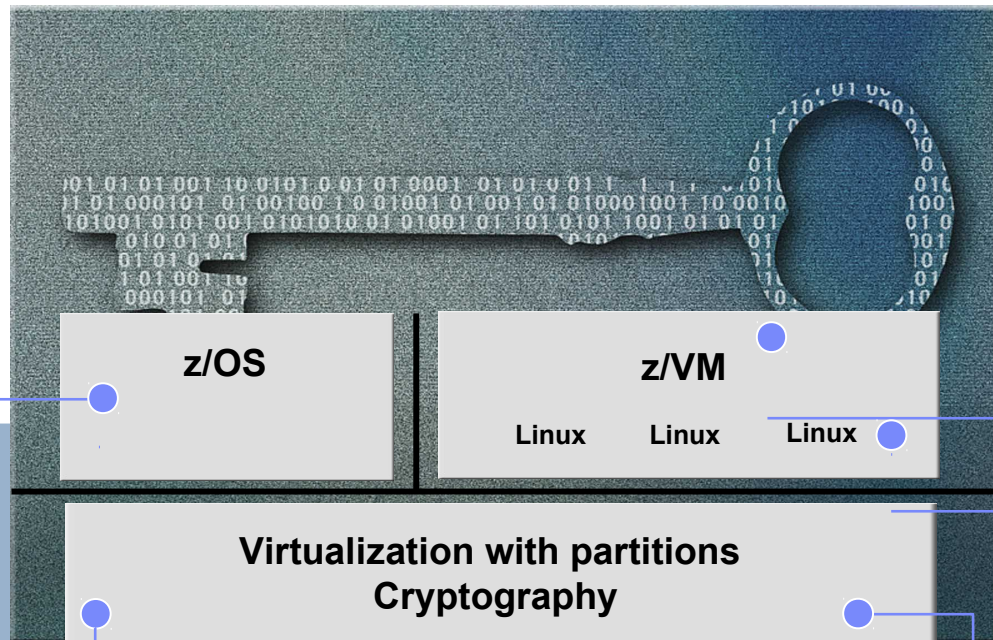 z/OS
z/VM
Linux Linux Linux
Virtualization with partitions
Cryptography